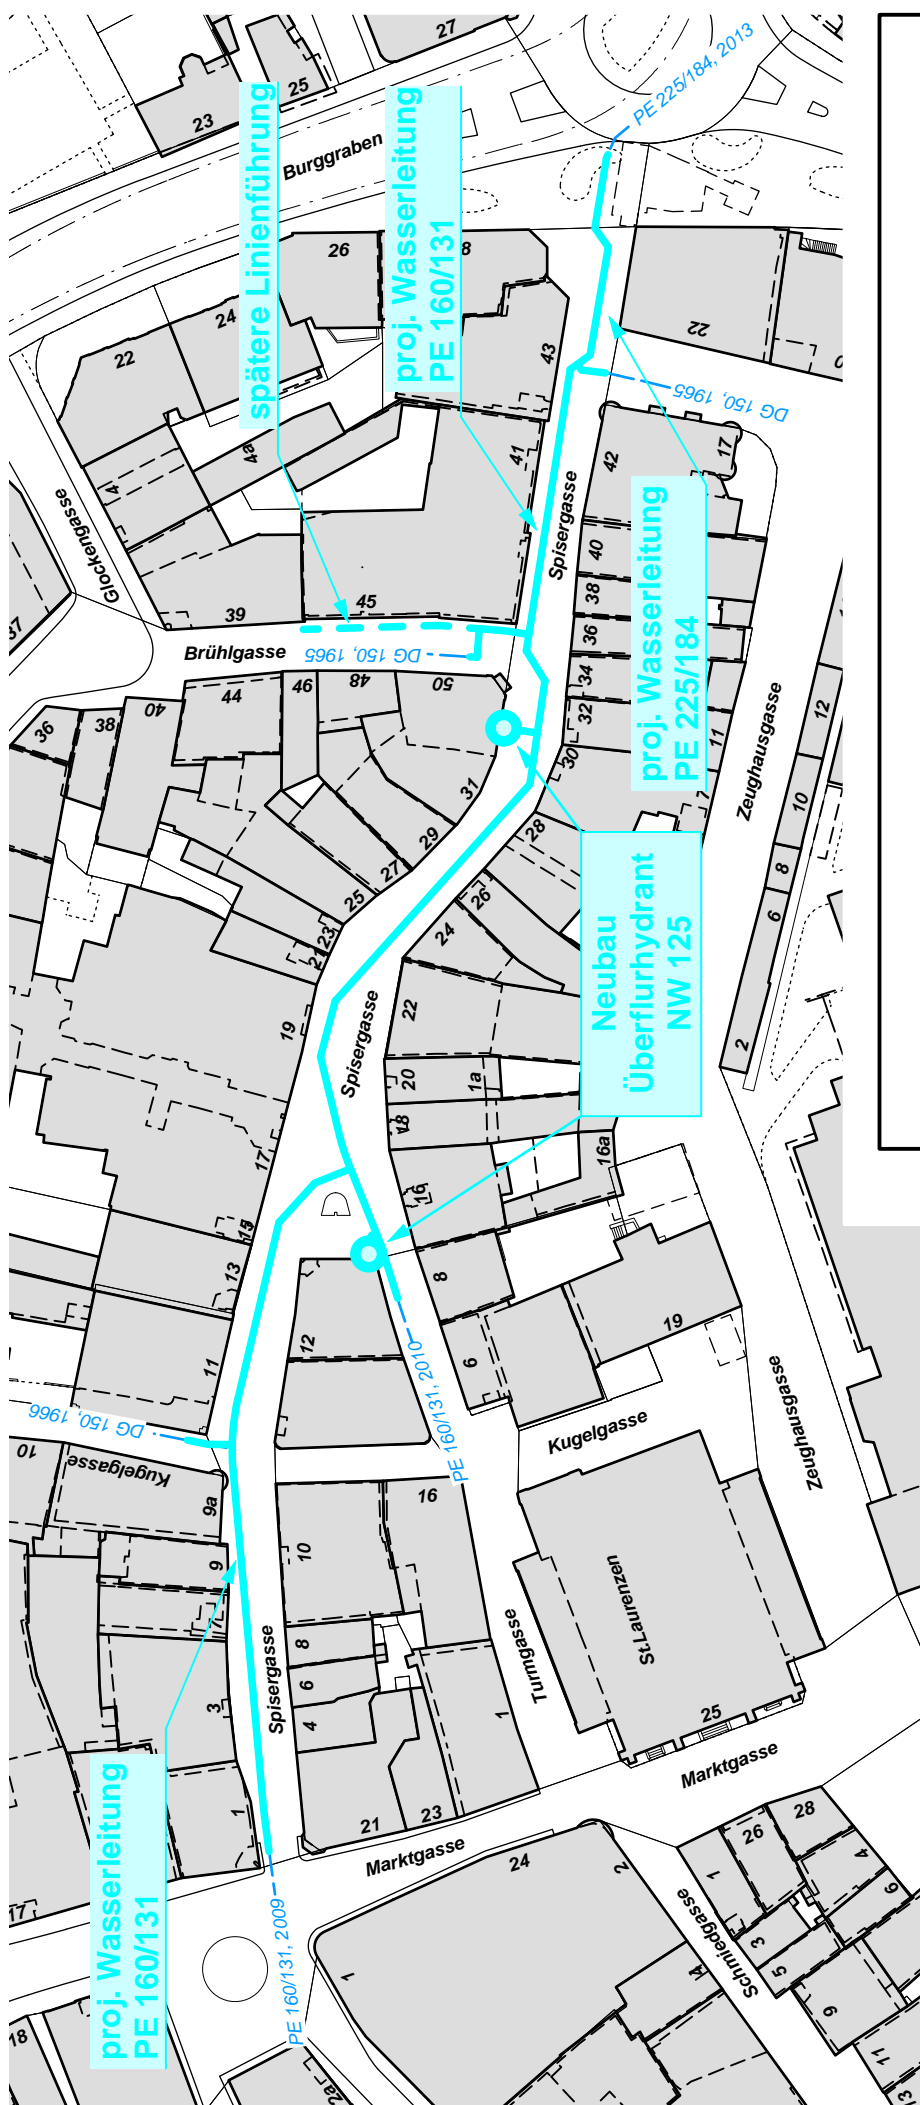 27
25
23
Burggraben
PE 225/184, 2013
spätere Linienführung
proj. Wasserleitung
PE 160/131
26
8
24
22
22
43
0
4
4a
41
DG 150, 1965
42
17
Glockengasse
Spisergasse
40
38
36
34
32
30
proj. Wasserleitung
PE 225/184
39
45
Brühlgasse
DG 150, 1965
37
36
38
40
44
46
48
50
31
29
27
25
23
21
19
28
26
24
22
20
18
1a
16
16a
11
7
Zeughausgasse
12
10
8
6
2
Neubau
Überflurhydrant
NW 125
Spisergasse
17
15
13
11
12
8
6
19
DG 150, 1966
Kugelgasse
10
9a
9
7
3
1
PE 160/131, 2010
Kugelgasse
Zeughausgasse
16
10
8
6
4
21
23
1
Spisergasse
Turmgasse
St.Laurenzen
25
Marktgasse
Marktgasse
proj. Wasserleitung
PE 160/131
17
PE 160/131, 2009
24
1
2
Schmiedgasse
1
26
28
4
6
3
5
9
11
13
14
18
2a